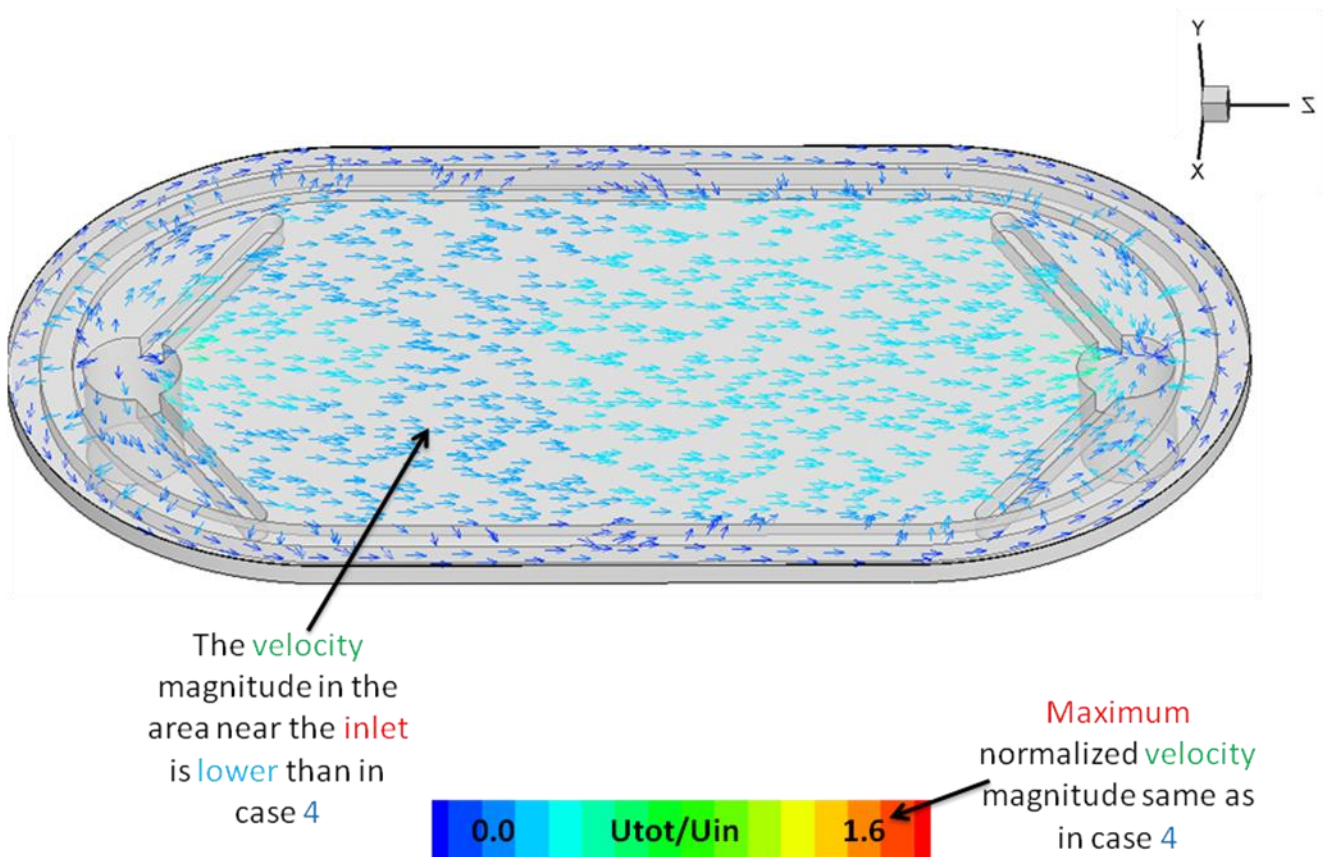 Y
Z
X
The velocity
magnitude in the
area near the inlet
is lower than in
case 4
Maximum
normalized velocity
magnitude same as
in case 4
0.0 Utot/Uin 1.6